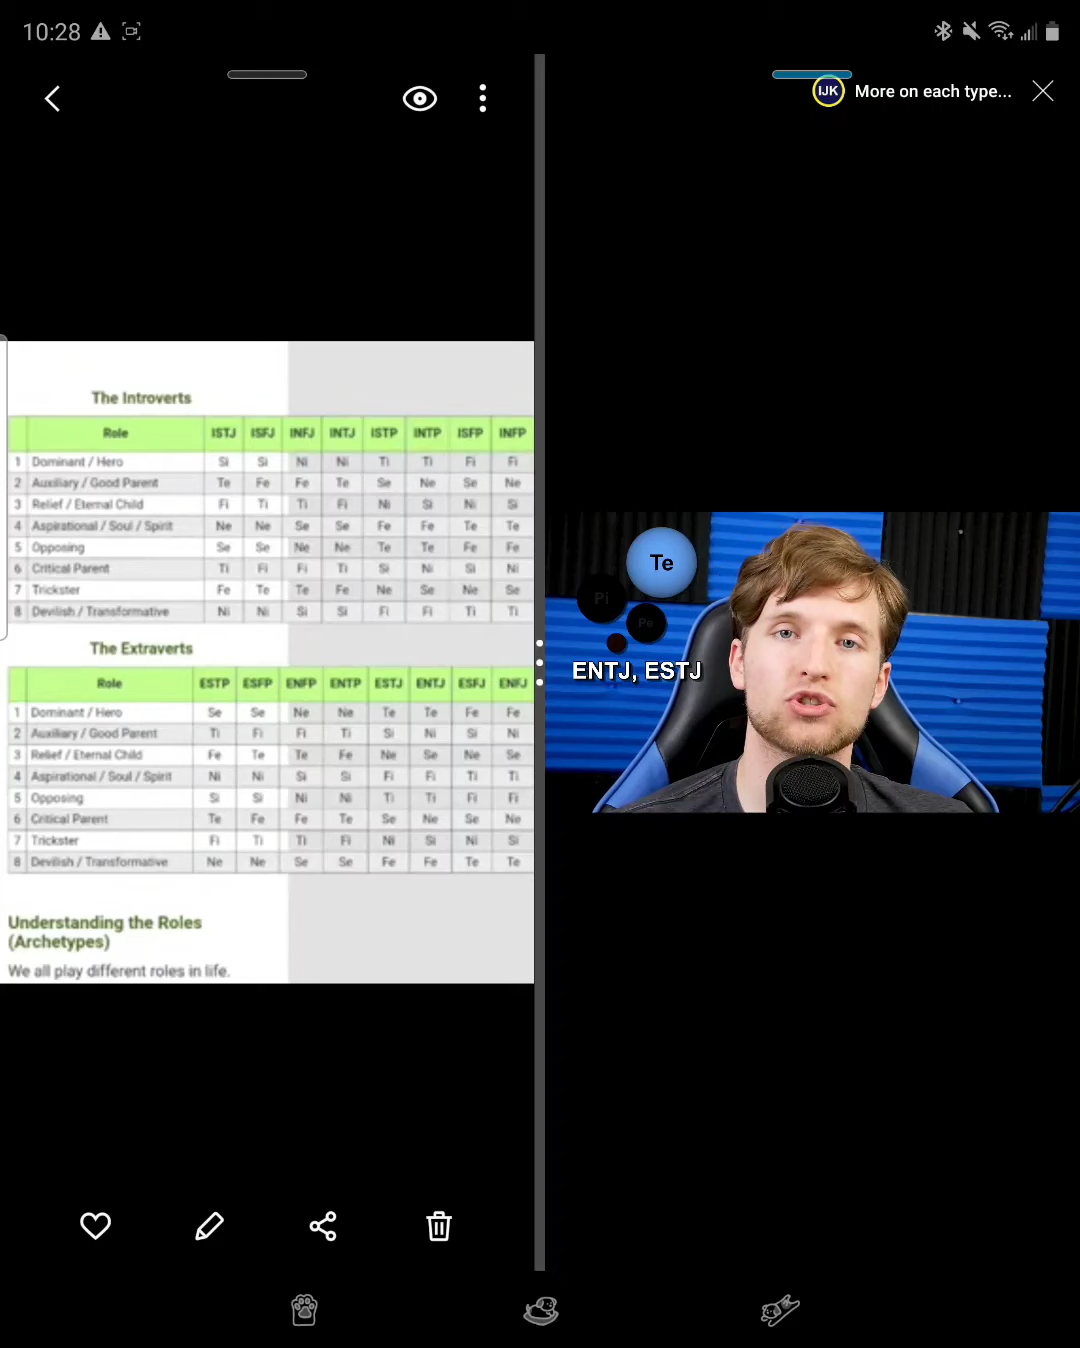 10:28
IJK More on each type...
The Introverts
Role ISTJ ISFJ INFJ INTJ ISTP INTP ISFP INFP
1 Dominant / Hero Si Si Ni Ni Ti Ti Fi Fi
2 Auxiliary / Good Parent Te Fe Fe Te Se Ne Se Ne
3 Relief / Eternal Child Fi Ti Ti Fi Ni Si Ni Si
4 Aspirational / Soul / Spirit Ne Ne Se Se Fe Fe Te Te
5 Opposing Se Se Ne Ne Te Te Fe Fe
6 Critical Parent Ti Fi Fi Ti Si Ni Si Ni
7 Trickster Fe Te Te Fe Ne Se Ne Se
8 Devilish / Transformative Ni Ni Si Si Fi Fi Ti Ti
The Extraverts
Role ESTP ESFP ENFP ENTP ESTJ ENTJ ESFJ ENFJ
1 Dominant / Hero Se Se Ne Ne Te Te Fe Fe
2 Auxiliary / Good Parent Ti Fi Fi Ti Si Ni Si Ni
3 Relief / Eternal Child Fe Te Te Fe Ne Se Ne Se
4 Aspirational / Soul / Spirit Ni Ni Si Si Fi Fi Ti Ti
5 Opposing Si Si Ni Ni Ti Ti Fi Fi
6 Critical Parent Te Fe Fe Te Se Ne Se Ne
7 Trickster Fi Ti Ti Fi Ni Si Ni Si
8 Devilish / Transformative Ne Ne Se Se Fe Fe Te Te
Understanding the Roles
(Archetypes)
We all play different roles in life.
Te
Pi
Pe
ENTJ, ESTJ